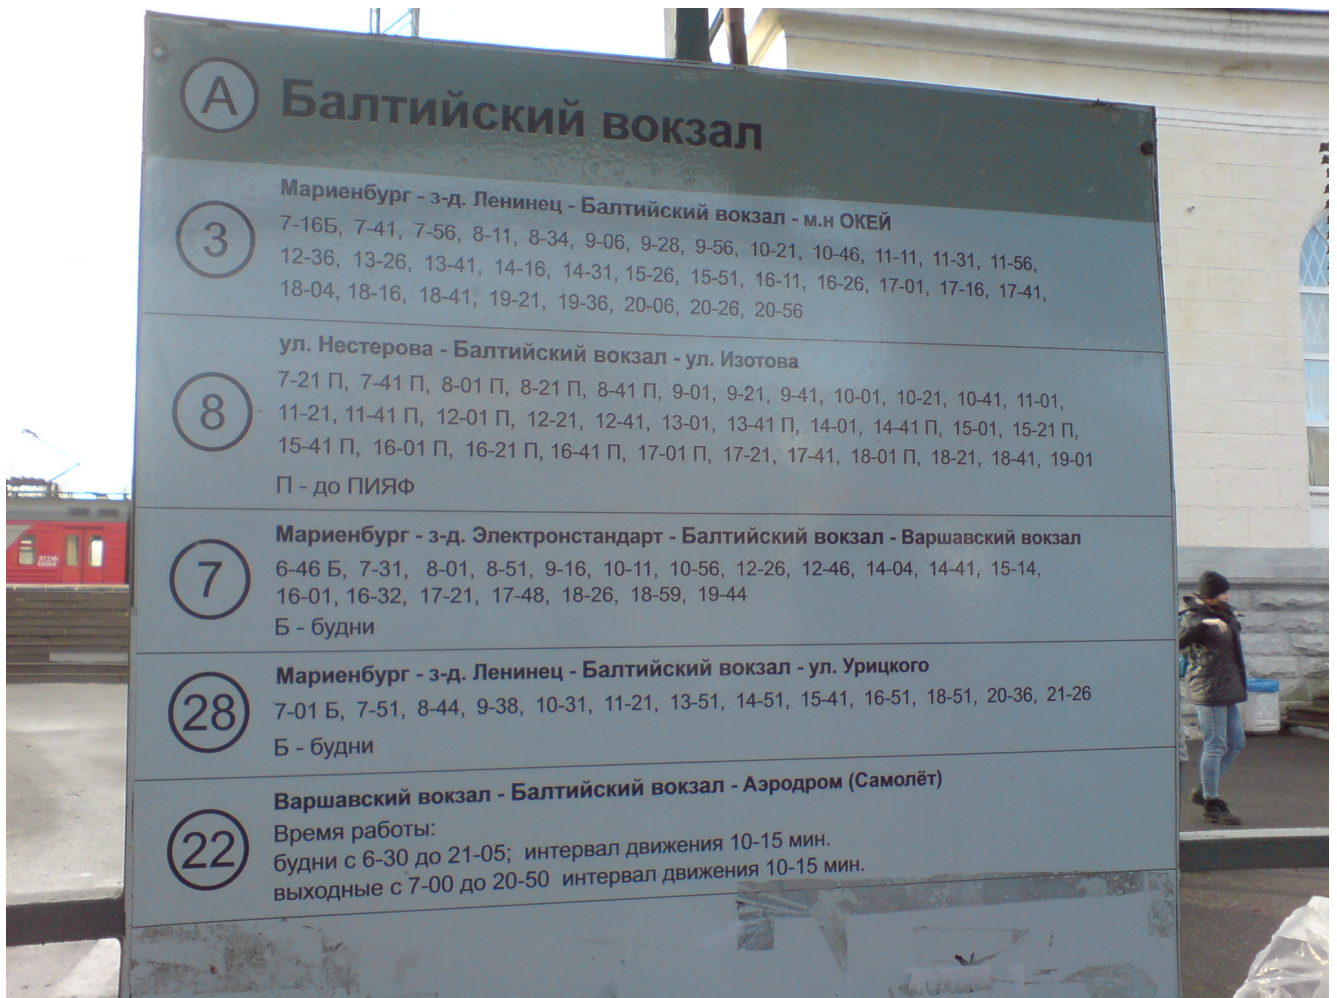 А Балтийский вокзал
Мариенбург - з-д. Ленинец - Балтийский вокзал - м.н ОКЕЙ
3
7-16Б, 7-41, 7-56, 8-11, 8-34, 9-06, 9-28, 9-56, 10-21, 10-46, 11-11, 11-31, 11-56,
12-36, 13-26, 13-41, 14-16, 14-31, 15-26, 15-51, 16-11, 16-26, 17-01, 17-16, 17-41,
18-04, 18-16, 18-41, 19-21, 19-36, 20-06, 20-26, 20-56
ул. Нестерова - Балтийский вокзал - ул. Изотова
8
7-21 П, 7-41 П, 8-01 П, 8-21 П, 8-41 П, 9-01, 9-21, 9-41, 10-01, 10-21, 10-41, 11-01,
11-21, 11-41 П, 12-01 П, 12-21, 12-41, 13-01, 13-41 П, 14-01, 14-41 П, 15-01, 15-21 П,
15-41 П, 16-01 П, 16-21 П, 16-41 П, 17-01 П, 17-21, 17-41, 18-01 П, 18-21, 18-41, 19-01
П - до ПИЯФ
Мариенбург - з-д. Электронстандарт - Балтийский вокзал - Варшавский вокзал
7
6-46 Б, 7-31, 8-01, 8-51, 9-16, 10-11, 10-56, 12-26, 12-46, 14-04, 14-41, 15-14,
16-01, 16-32, 17-21, 17-48, 18-26, 18-59, 19-44
Б - будни
Мариенбург - з-д. Ленинец - Балтийский вокзал - ул. Урицкого
28
7-01 Б, 7-51, 8-44, 9-38, 10-31, 11-21, 13-51, 14-51, 15-41, 16-51, 18-51, 20-36, 21-26
Б - будни
Варшавский вокзал - Балтийский вокзал - Аэродром (Самолёт)
22
Время работы:
будни с 6-30 до 21-05; интервал движения 10-15 мин.
выходные с 7-00 до 20-50 интервал движения 10-15 мин.